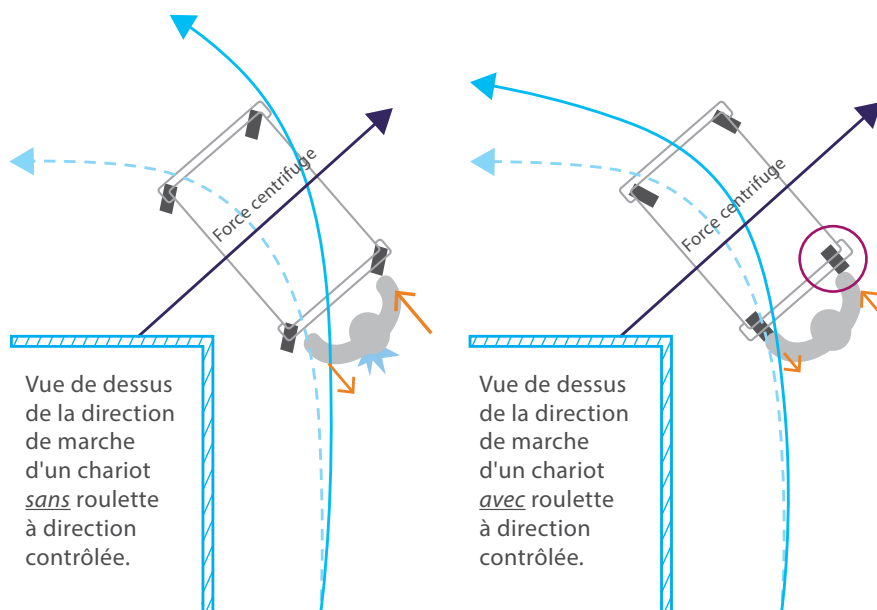 Force centrifuge
Vue de dessus
de la direction
de marche
d'un chariot
sans roulette
à direction
contrôlée.
Force centrifuge
Vue de dessus
de la direction
de marche
d'un chariot
avec roulette
à direction
contrôlée.